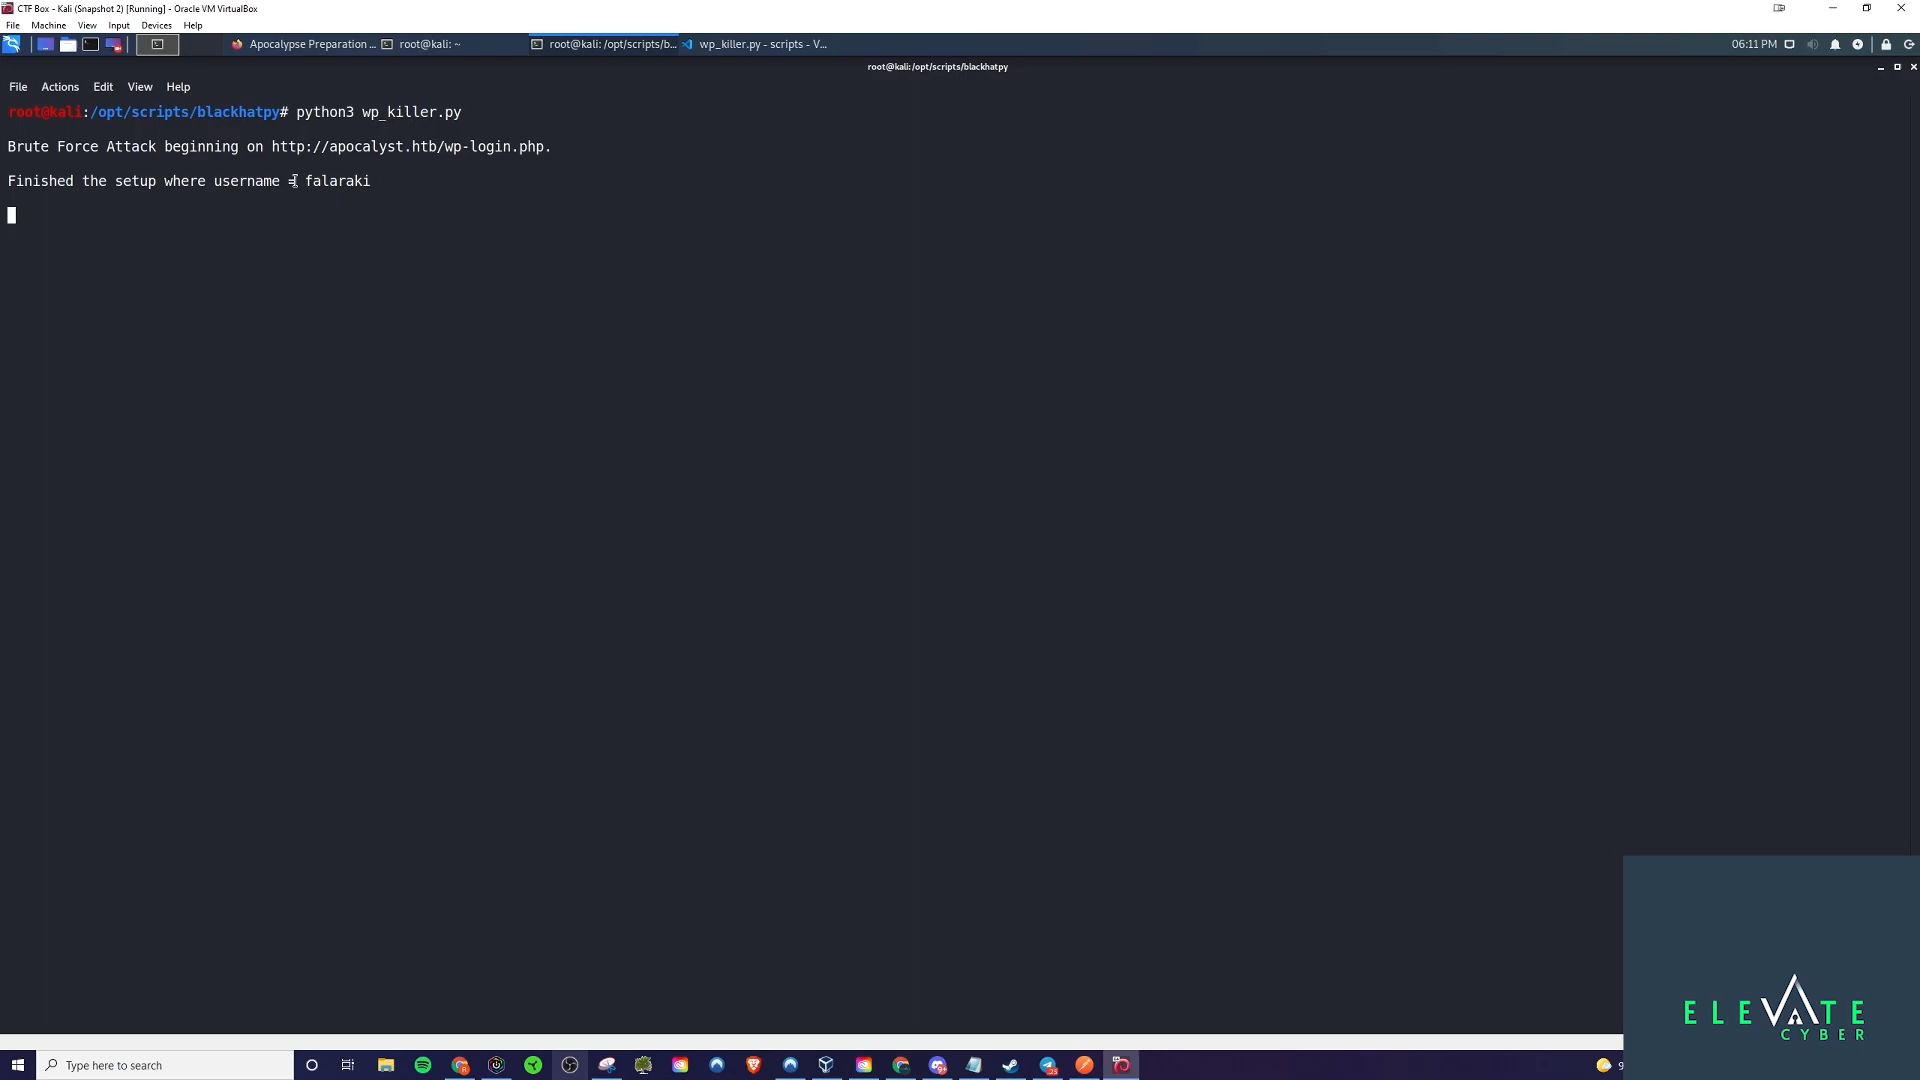 CTF Box - Kali (Snapshot 2) [Running] - Oracle VM VirtualBox
File Machine View Input Devices Help
Apocalypse Preparation ... root@kali: ~ root@kali: /opt/scripts/b... wp_killer.py - scripts - V... 06:11 PM
root@kali:/opt/scripts/blackhatpy
File Actions Edit View Help
root@kali:/opt/scripts/blackhatpy# python3 wp_killer.py
Brute Force Attack beginning on http://apocalyst.htb/wp-login.php.
Finished the setup where username = falaraki
ELEVATE
CYBER
Type here to search